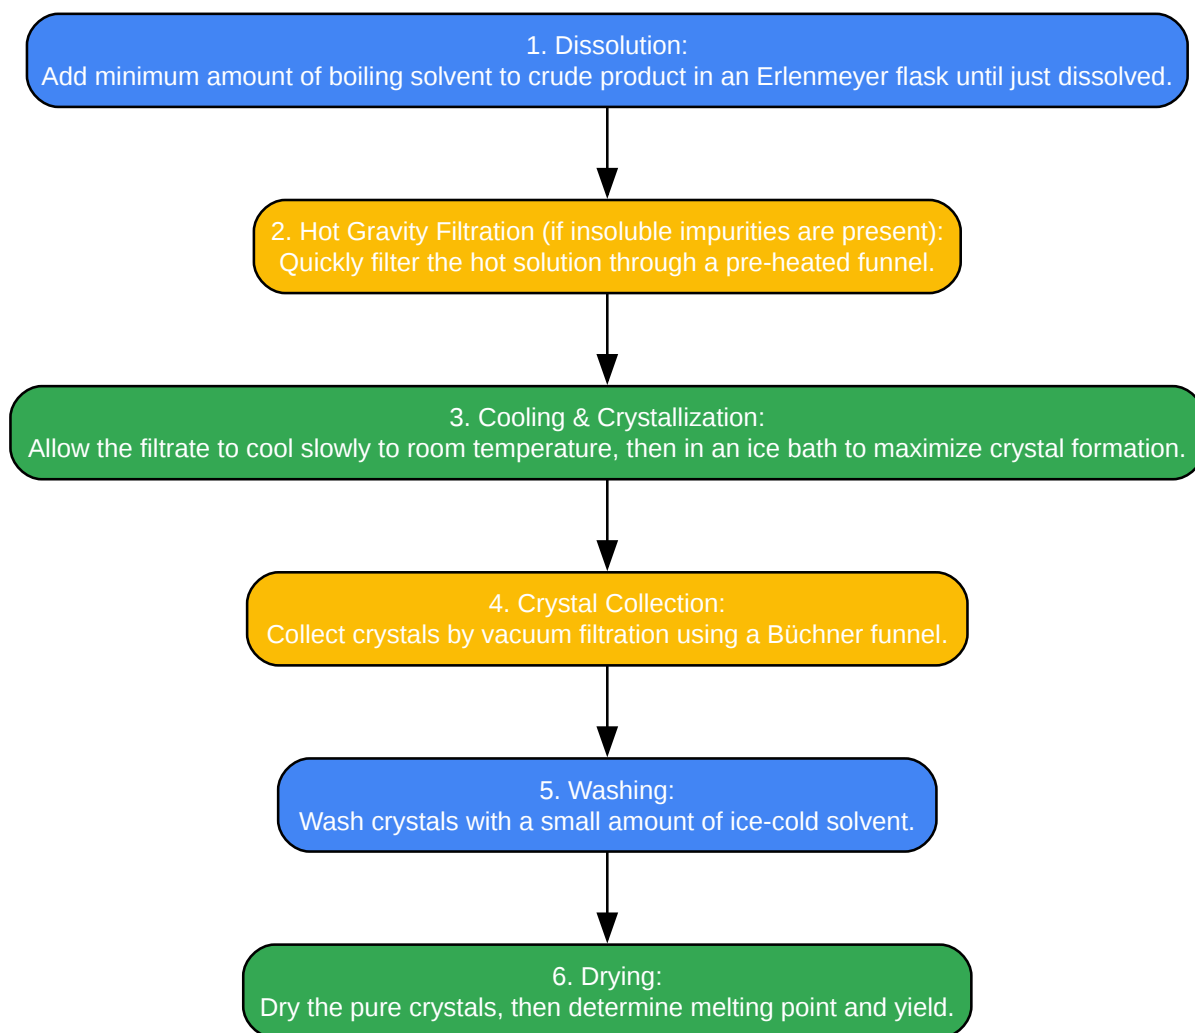 1. Dissolution:
Add minimum amount of boiling solvent to crude product in an Erlenmeyer flask until just dissolved.
2. Hot Gravity Filtration (if insoluble impurities are present):
Quickly filter the hot solution through a pre-heated funnel.
3. Cooling & Crystallization:
Allow the filtrate to cool slowly to room temperature, then in an ice bath to maximize crystal formation.
4. Crystal Collection:
Collect crystals by vacuum filtration using a Büchner funnel.
5. Washing:
Wash crystals with a small amount of ice-cold solvent.
6. Drying:
Dry the pure crystals, then determine melting point and yield.